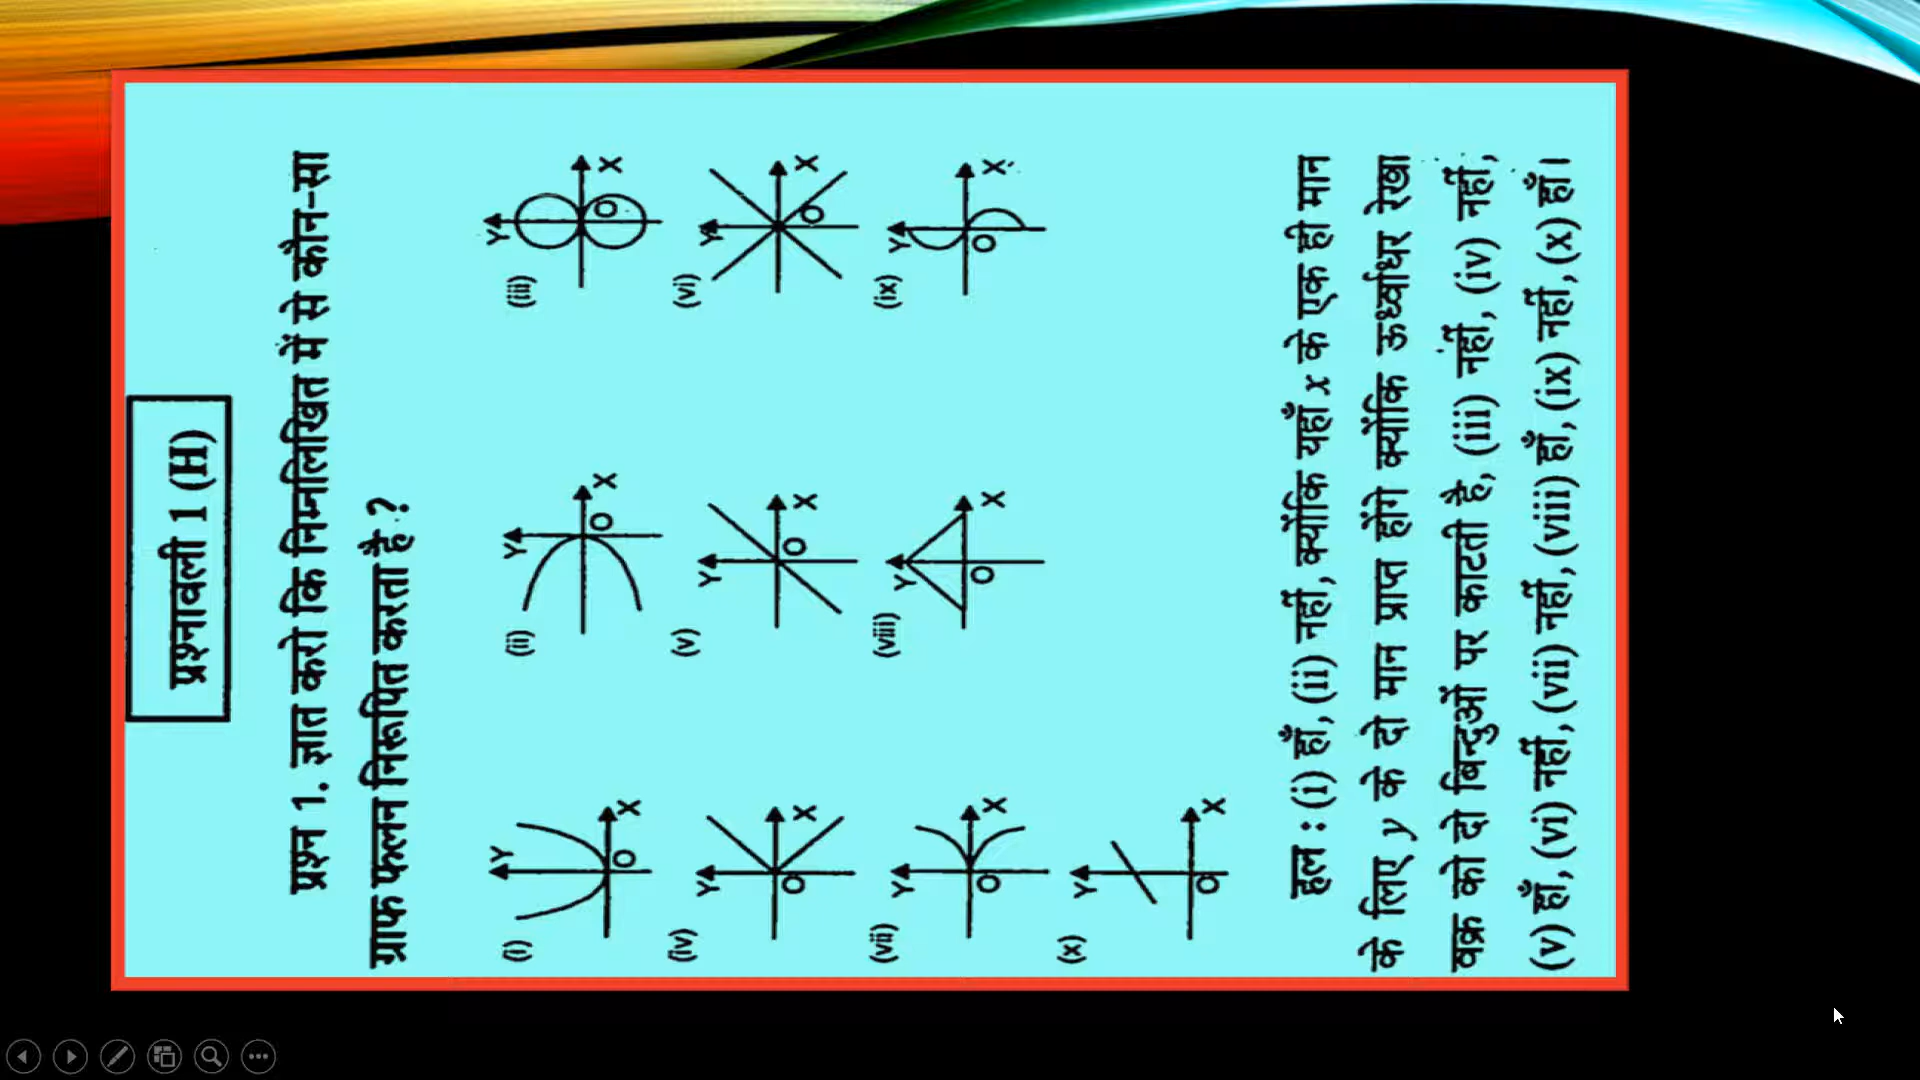 प्रश्नावली 1 (H)
प्रश्न 1. ज्ञात करो कि निम्नलिखित में से कौन-सा
ग्राफ फलन निरूपित करता है ?
(i) Y X O
(ii) Y X O
(iii) Y X O
(iv) Y X O
(v) Y X O
(vi) Y X O
(vii) Y X O
(viii) Y X O
(ix) Y X O
(x) Y X O
हल : (i) हाँ, (ii) नहीं, क्योंकि यहाँ x के एक ही मान
के लिए y के दो मान प्राप्त होंगे क्योंकि ऊर्ध्वाधर रेखा
वक्र को दो बिन्दुओं पर काटती है, (iii) नहीं, (iv) नहीं,
(v) हाँ, (vi) नहीं, (vii) नहीं, (viii) हाँ, (ix) नहीं, (x) हाँ।